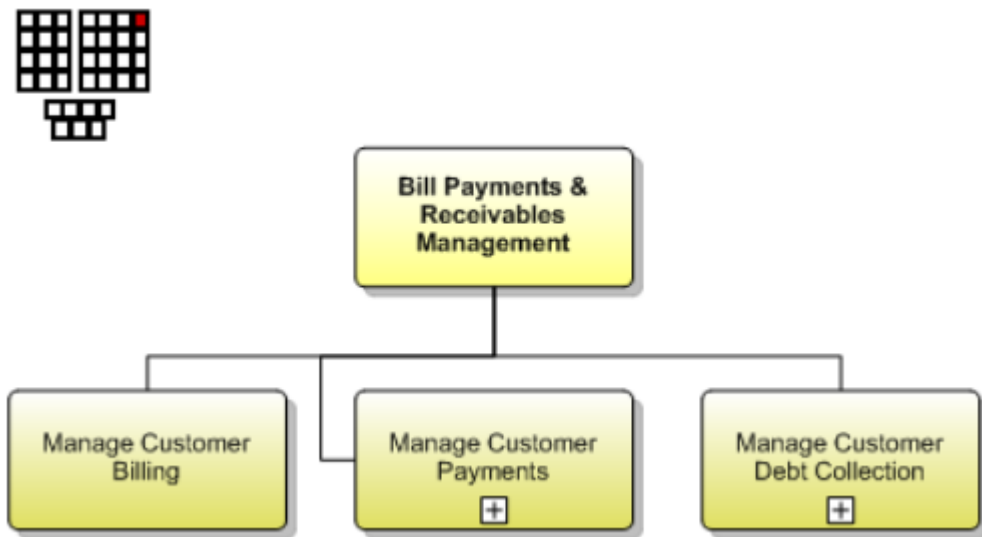 Bill Payments &
Receivables
Management
Manage Customer
Billing
Manage Customer
Payments
Manage Customer
Debt Collection